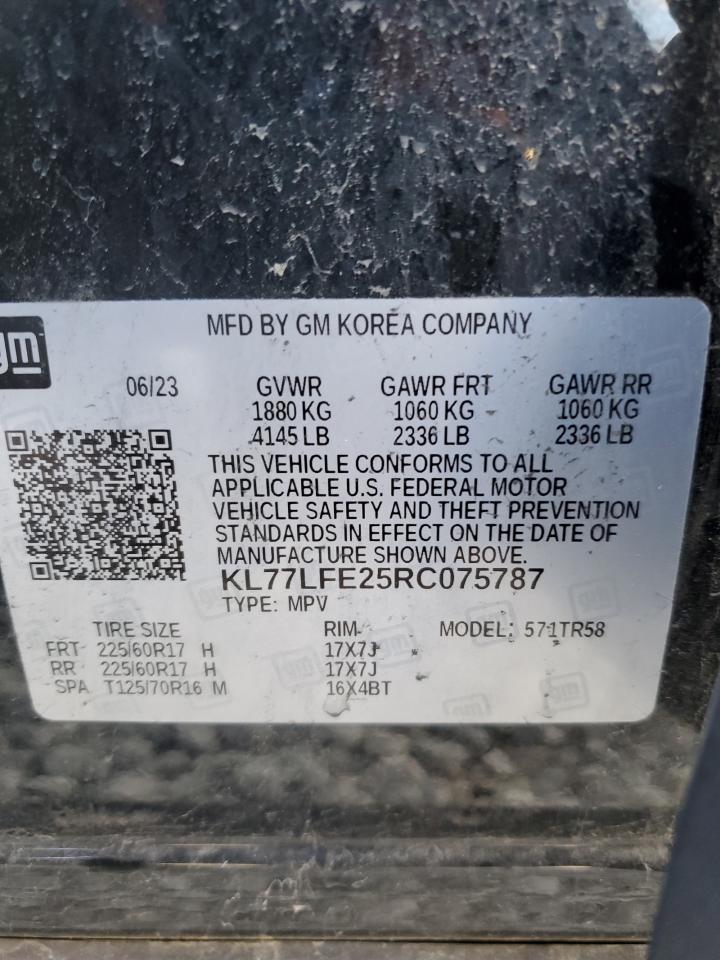 gm
MFD BY GM KOREA COMPANY
06/23 GVWR GAWR FRT GAWR RR
1880 KG 1060 KG 1060 KG
4145 LB 2336 LB 2336 LB
THIS VEHICLE CONFORMS TO ALL
APPLICABLE U.S. FEDERAL MOTOR
VEHICLE SAFETY AND THEFT PREVENTION
STANDARDS IN EFFECT ON THE DATE OF
MANUFACTURE SHOWN ABOVE.
KL77LFE25RC075787
TYPE: MPV
TIRE SIZE RIM MODEL: 571TR58
FRT 225/60R17 H 17X7J
RR 225/60R17 H 17X7J
SPA T125/70R16 M 16X4BT